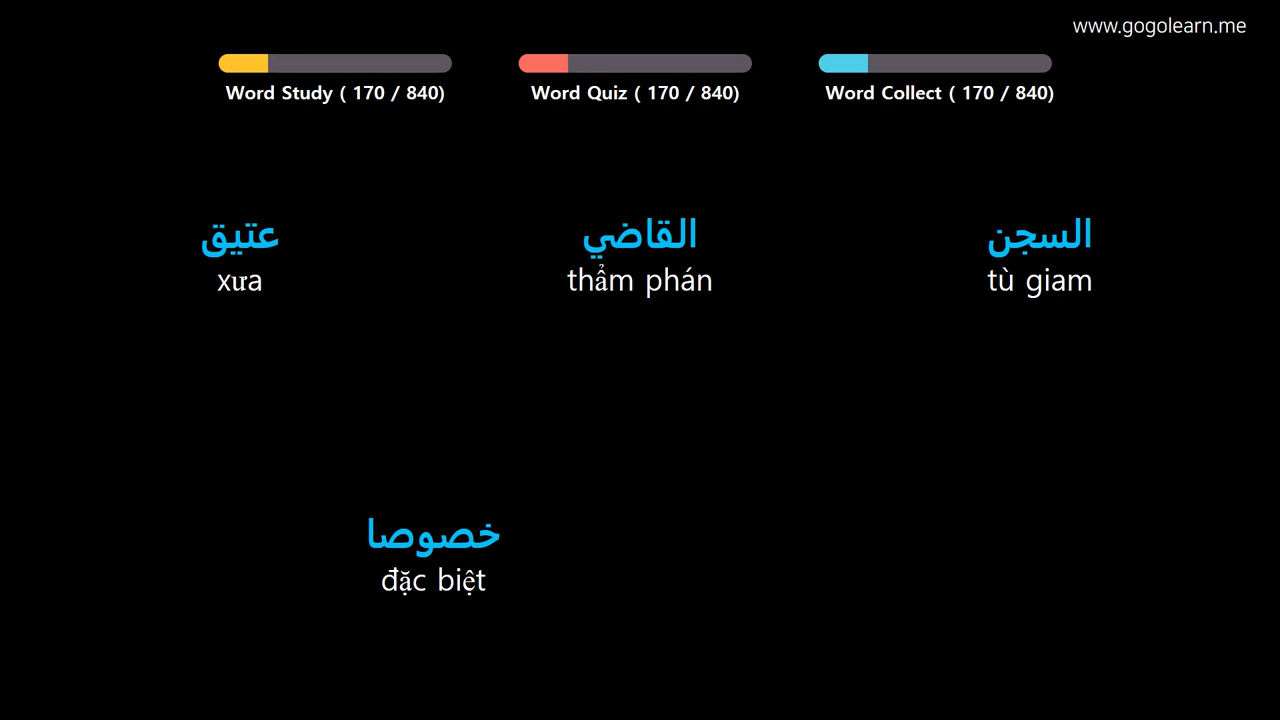 www.gogolearn.me
Word Study ( 170 / 840)
Word Quiz ( 170 / 840)
Word Collect ( 170 / 840)
عتيق
xưa
القاضي
thẩm phán
السجن
tù giam
خصوصا
đặc biệt